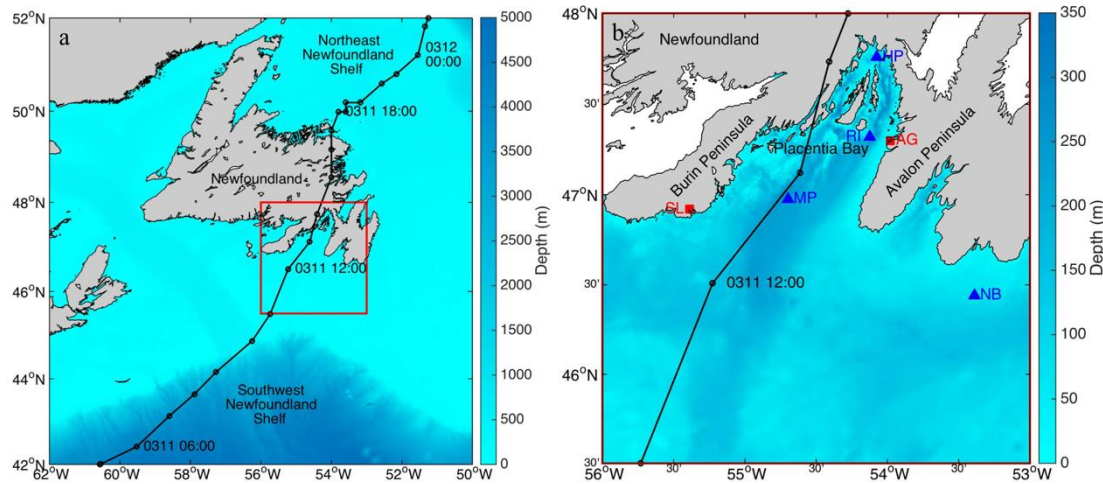 a
52°N
50°N
48°N
46°N
44°N
42°N
62°W
60°W
58°W
56°W
54°W
52°W
50°W
Northeast
Newfoundland
Shelf
0312
00:00
0311 18:00
Newfoundland
0311 12:00
Southwest
Newfoundland
Shelf
0311 06:00
5000
4500
4000
3500
3000
2500
2000
1500
1000
500
0
Depth (m)
b
48°N
30'
47°N
30'
46°N
30'
56°W
30'
55°W
30'
54°W
30'
53°W
Newfoundland
HP
RI
AG
Placentia Bay
Burin Peninsula
Avalon Peninsula
MP
SL
0311 12:00
NB
350
300
250
200
150
100
50
0
Depth (m)